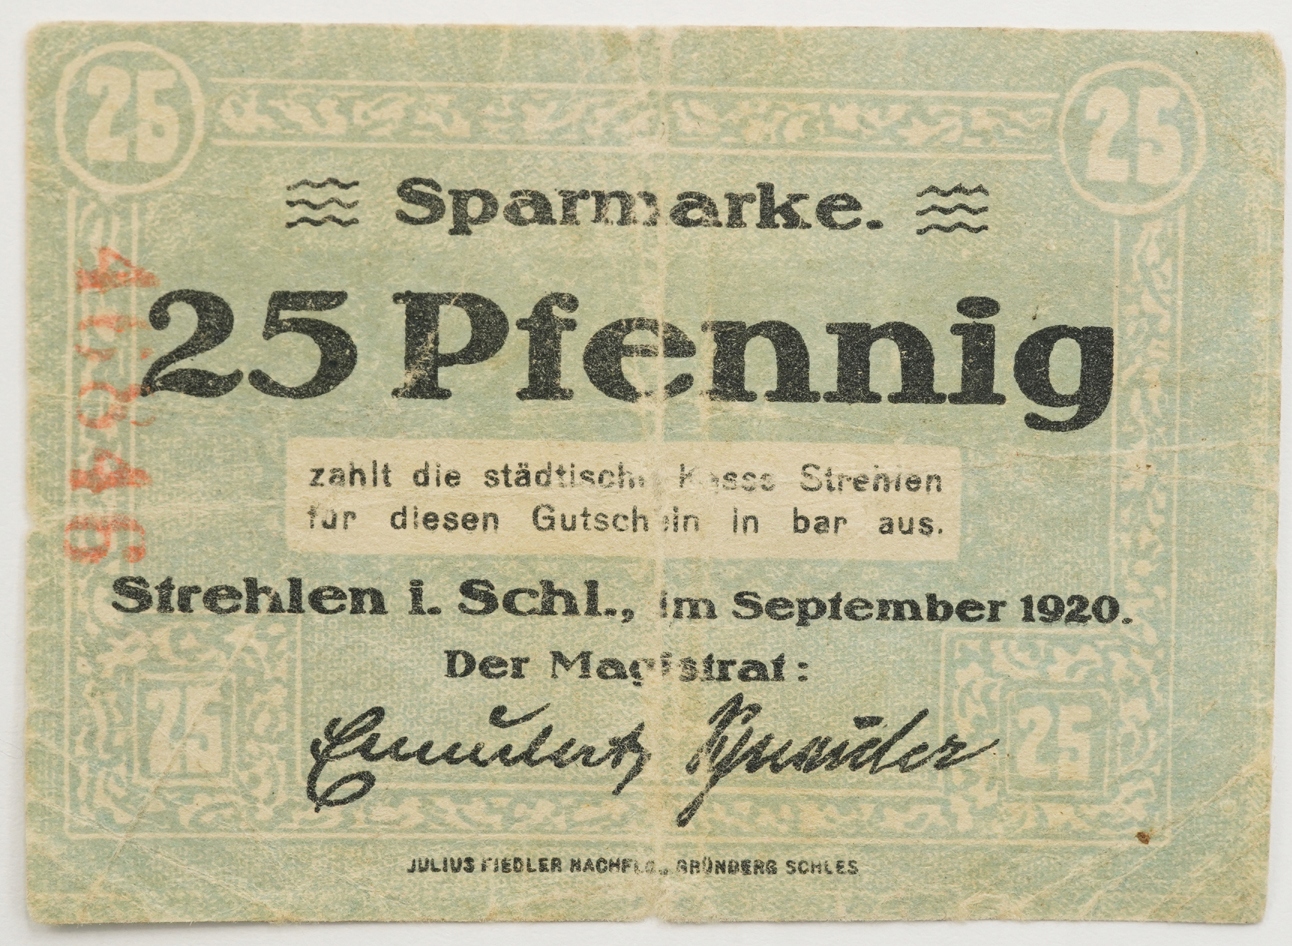 25 25
Sparmarke.
25 Pfennig
zahlt die städtische Kasse Strehlen
für diesen Gutschein in bar aus.
Strehlen i. Schl., im September 1920.
Der Magistrat:
25 25
JULIUS FIEDLER NACHFLG., GRÜNBERG SCHLES